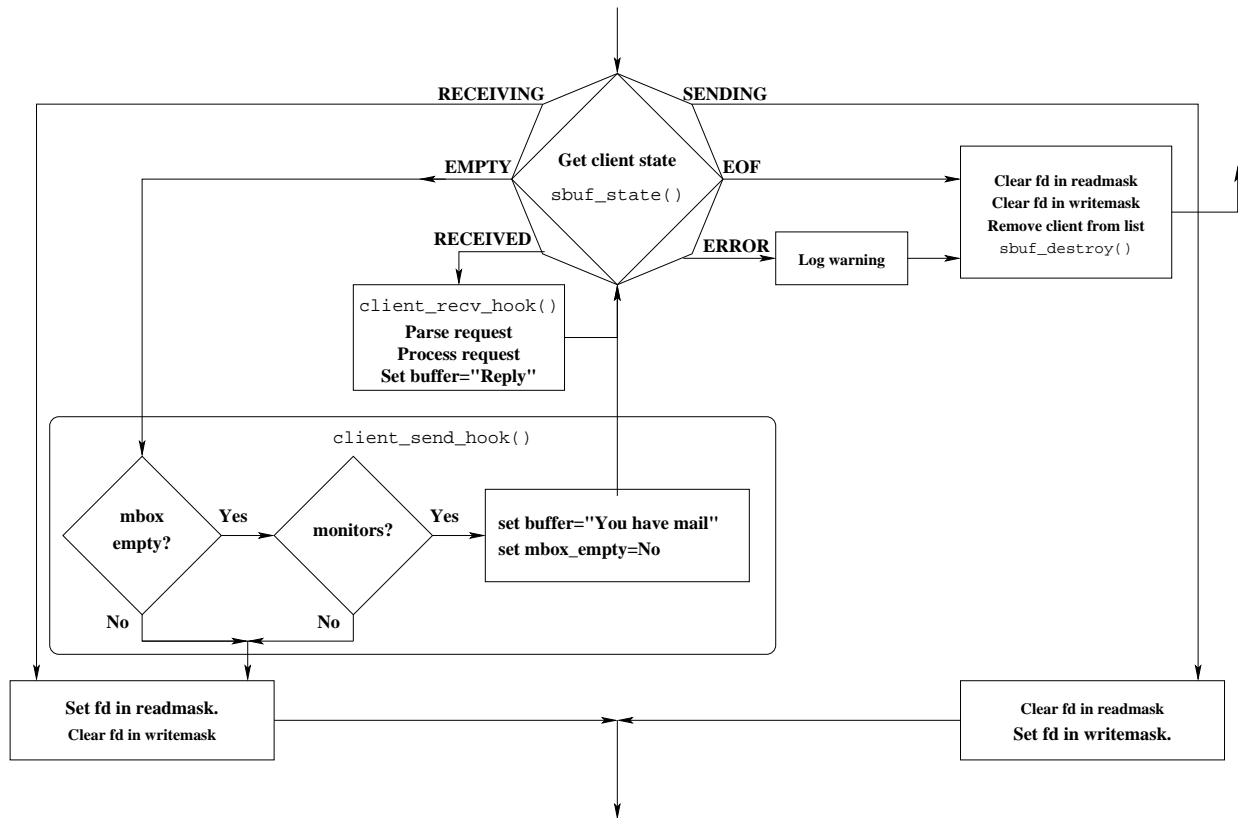 RECEIVING
SENDING
EMPTY
Get client state
EOF
sbuf_state()
Clear fd in readmask
Clear fd in writemask
Remove client from list
sbuf_destroy()
RECEIVED
ERROR
Log warning
client_recv_hook()
Parse request
Process request
Set buffer="Reply"
client_send_hook()
mbox
empty?
Yes
monitors?
Yes
set buffer="You have mail"
set mbox_empty=No
No
No
Set fd in readmask.
Clear fd in writemask
Clear fd in readmask
Set fd in writemask.